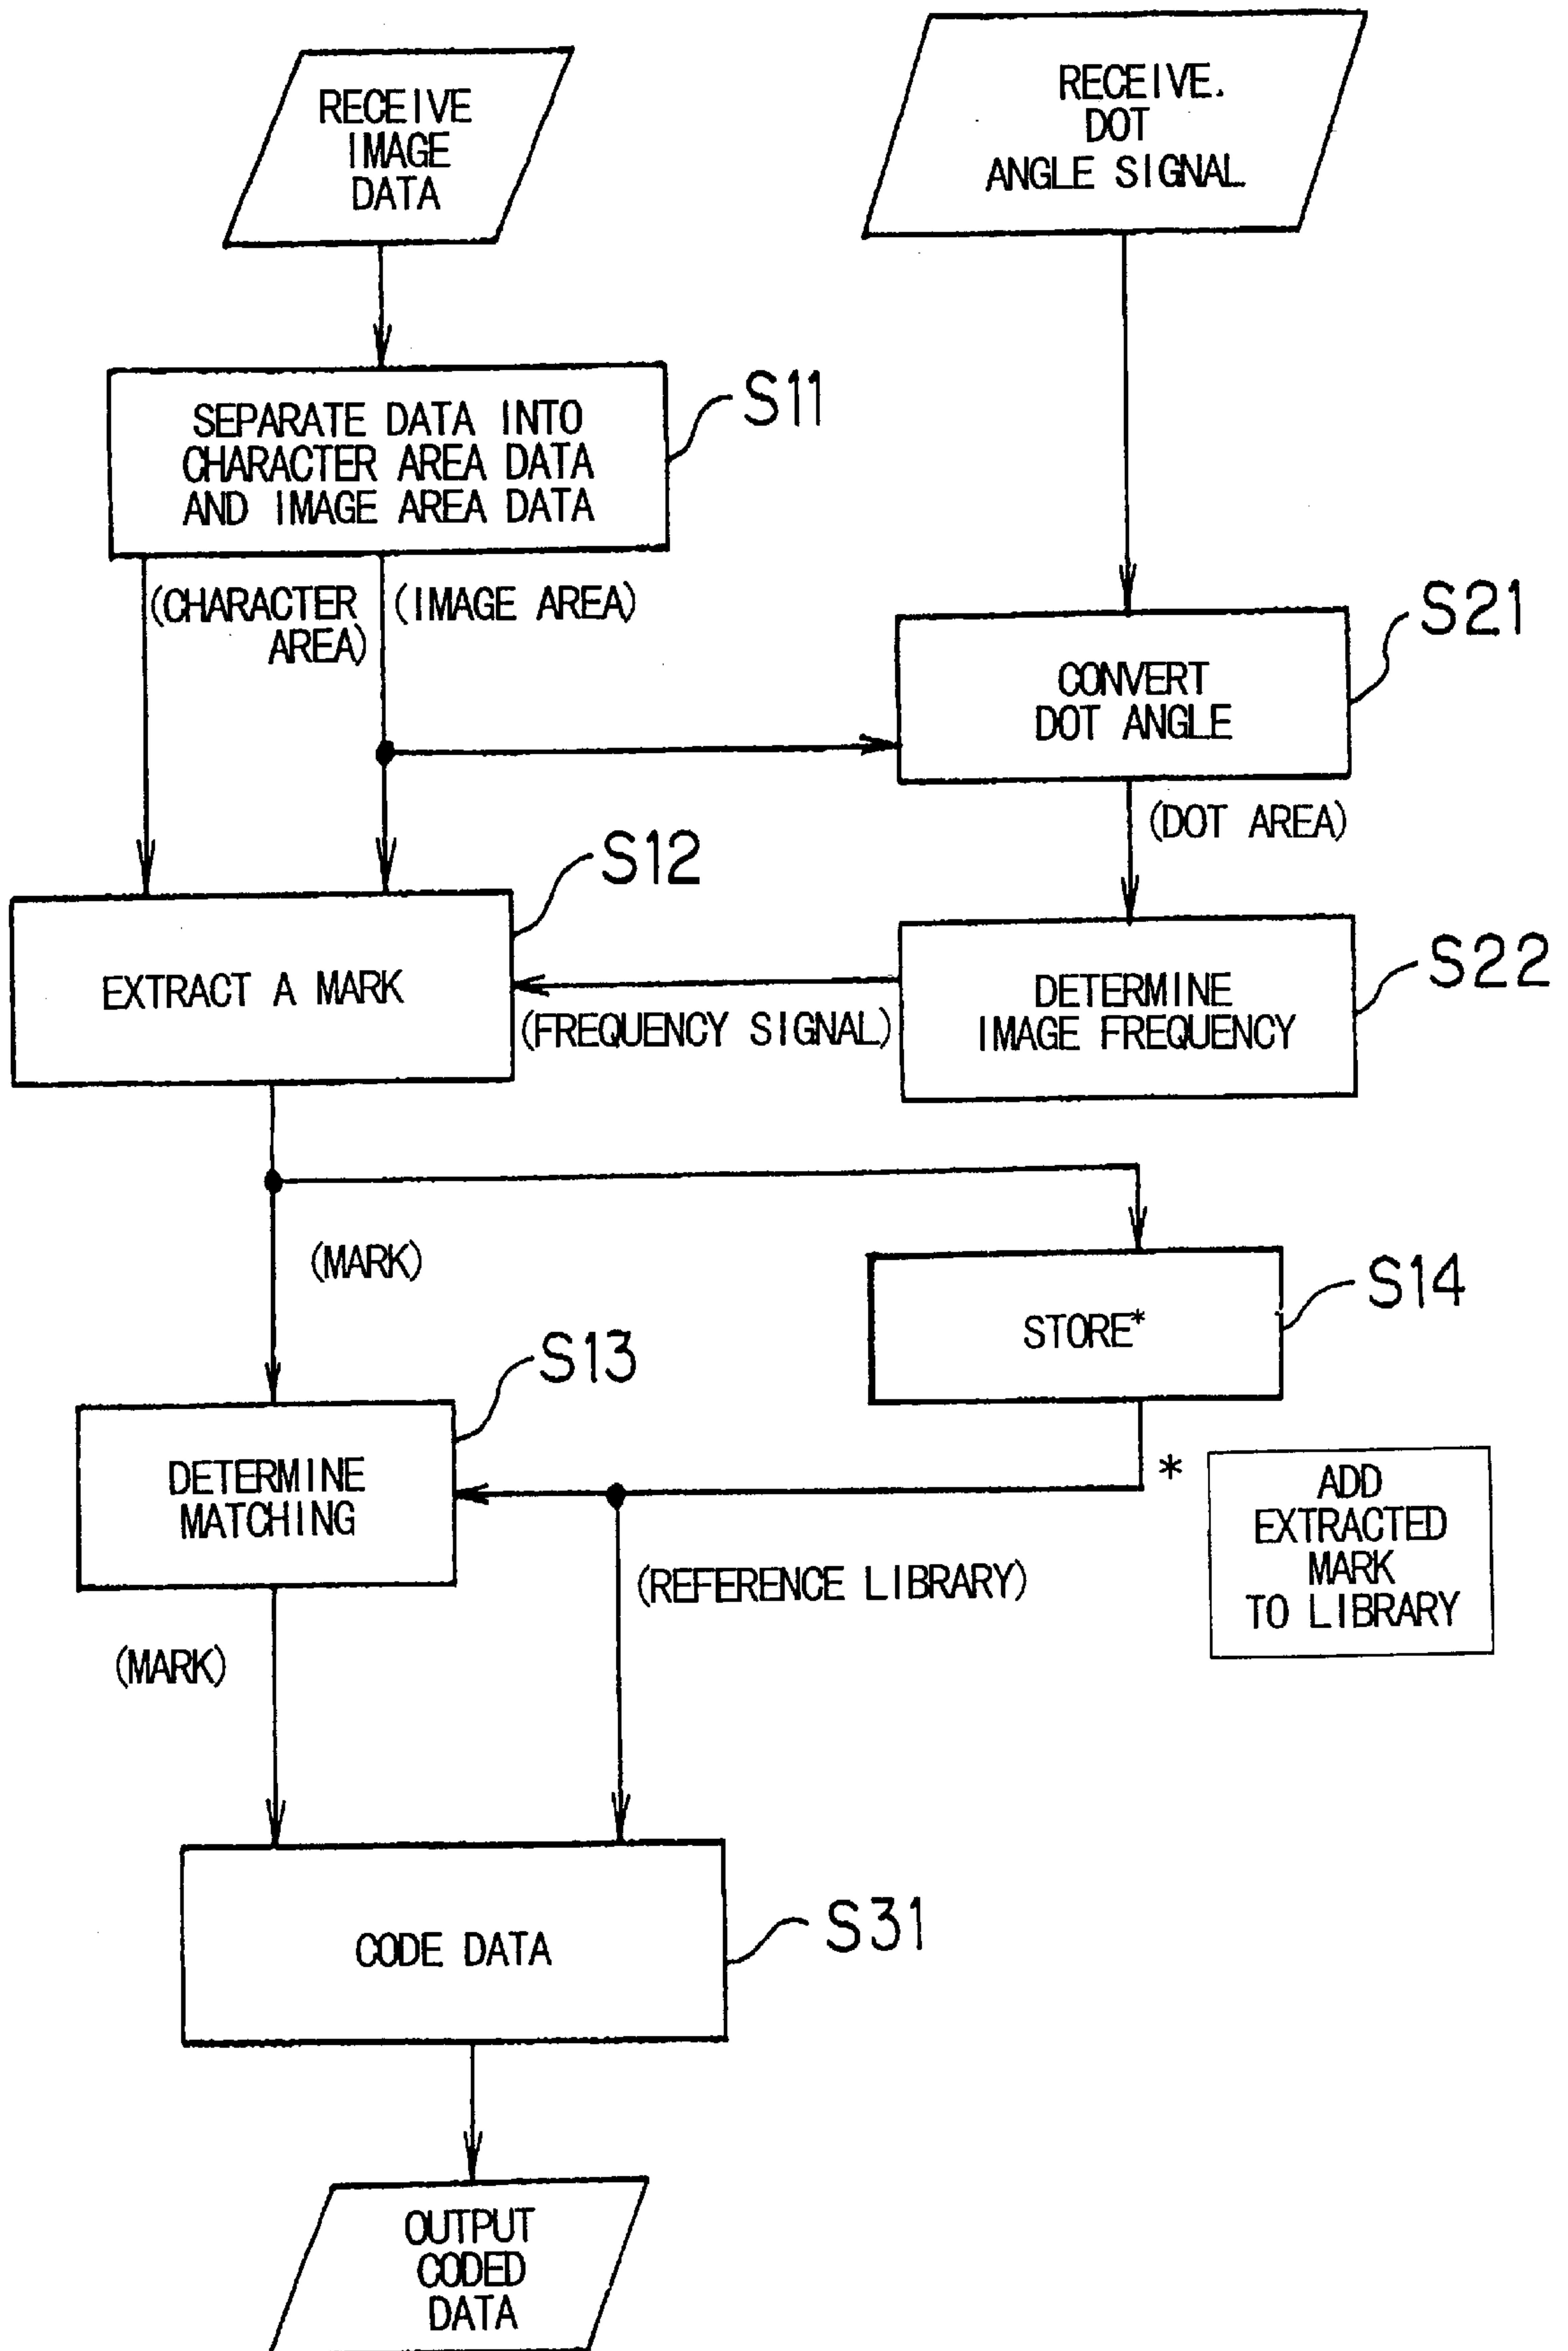 RECEIVE
IMAGE
DATA
RECEIVE.
DOT
ANGLE SIGNAL
SEPARATE DATA INTO
CHARACTER AREA DATA
AND IMAGE AREA DATA
S11
(CHARACTER
AREA)
(IMAGE AREA)
CONVERT
DOT ANGLE
S21
(DOT AREA)
EXTRACT A MARK
S12
(FREQUENCY SIGNAL)
DETERMINE
IMAGE FREQUENCY
S22
(MARK)
STORE*
S14
DETERMINE
MATCHING
S13
(REFERENCE LIBRARY)
* ADD
EXTRACTED
MARK
TO LIBRARY
(MARK)
CODE DATA
S31
OUTPUT
CODED
DATA